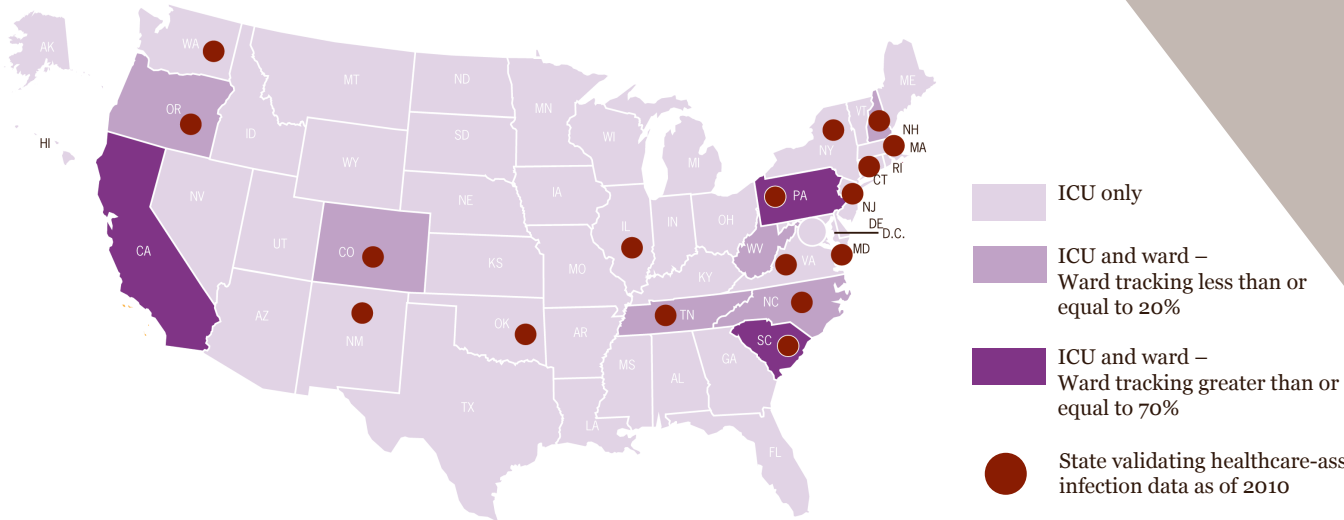 AK
WA
MT
ND
MN
ME
OR
ID
SD
WI
MI
VT
NH
NY
MA
HI
WY
RI
CT
NV
NE
IA
PA
NJ
ICU only
CA
UT
CO
IL
IN
OH
DE
D.C.
WV
MD
KS
MO
VA
KY
ICU and ward –
Ward tracking less than or
equal to 20%
AZ
NM
OK
AR
TN
NC
SC
MS
AL
GA
ICU and ward –
Ward tracking greater than or
equal to 70%
TX
LA
FL
State validating healthcare-ass
infection data as of 2010